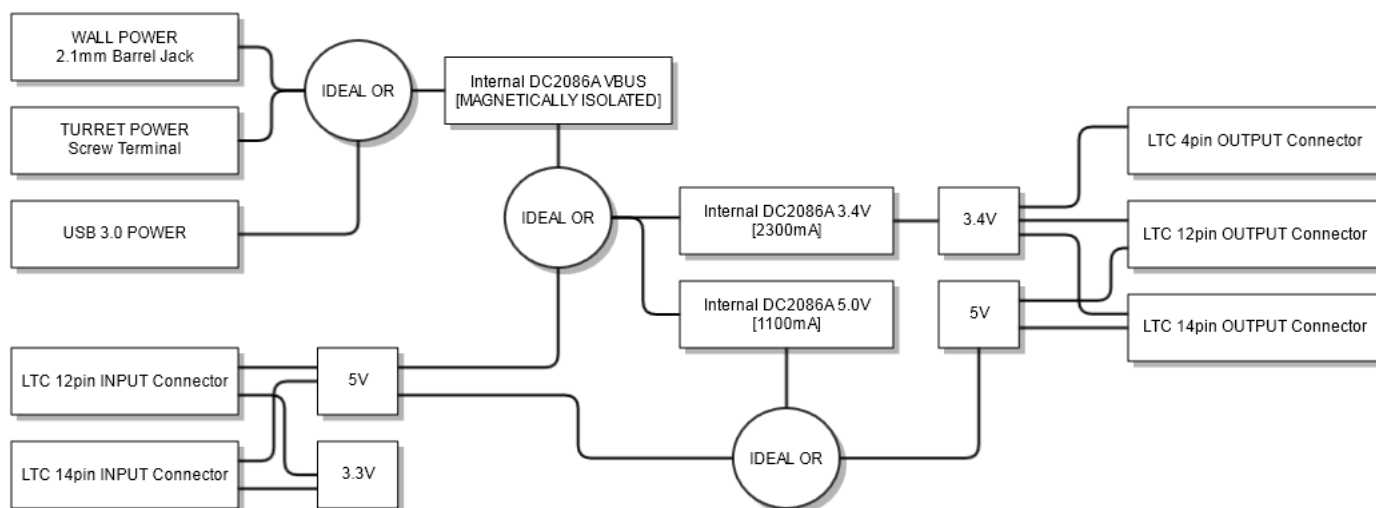 WALL POWER
2.1mm Barrel Jack
IDEAL OR
Internal DC2086A VBUS
[MAGNETICALLY ISOLATED]
TURRET POWER
Screw Terminal
LTC 4pin OUTPUT Connector
USB 3.0 POWER
IDEAL OR
Internal DC2086A 3.4V
[2300mA]
3.4V
LTC 12pin OUTPUT Connector
Internal DC2086A 5.0V
[1100mA]
5V
LTC 14pin OUTPUT Connector
LTC 12pin INPUT Connector
5V
LTC 14pin INPUT Connector
3.3V
IDEAL OR